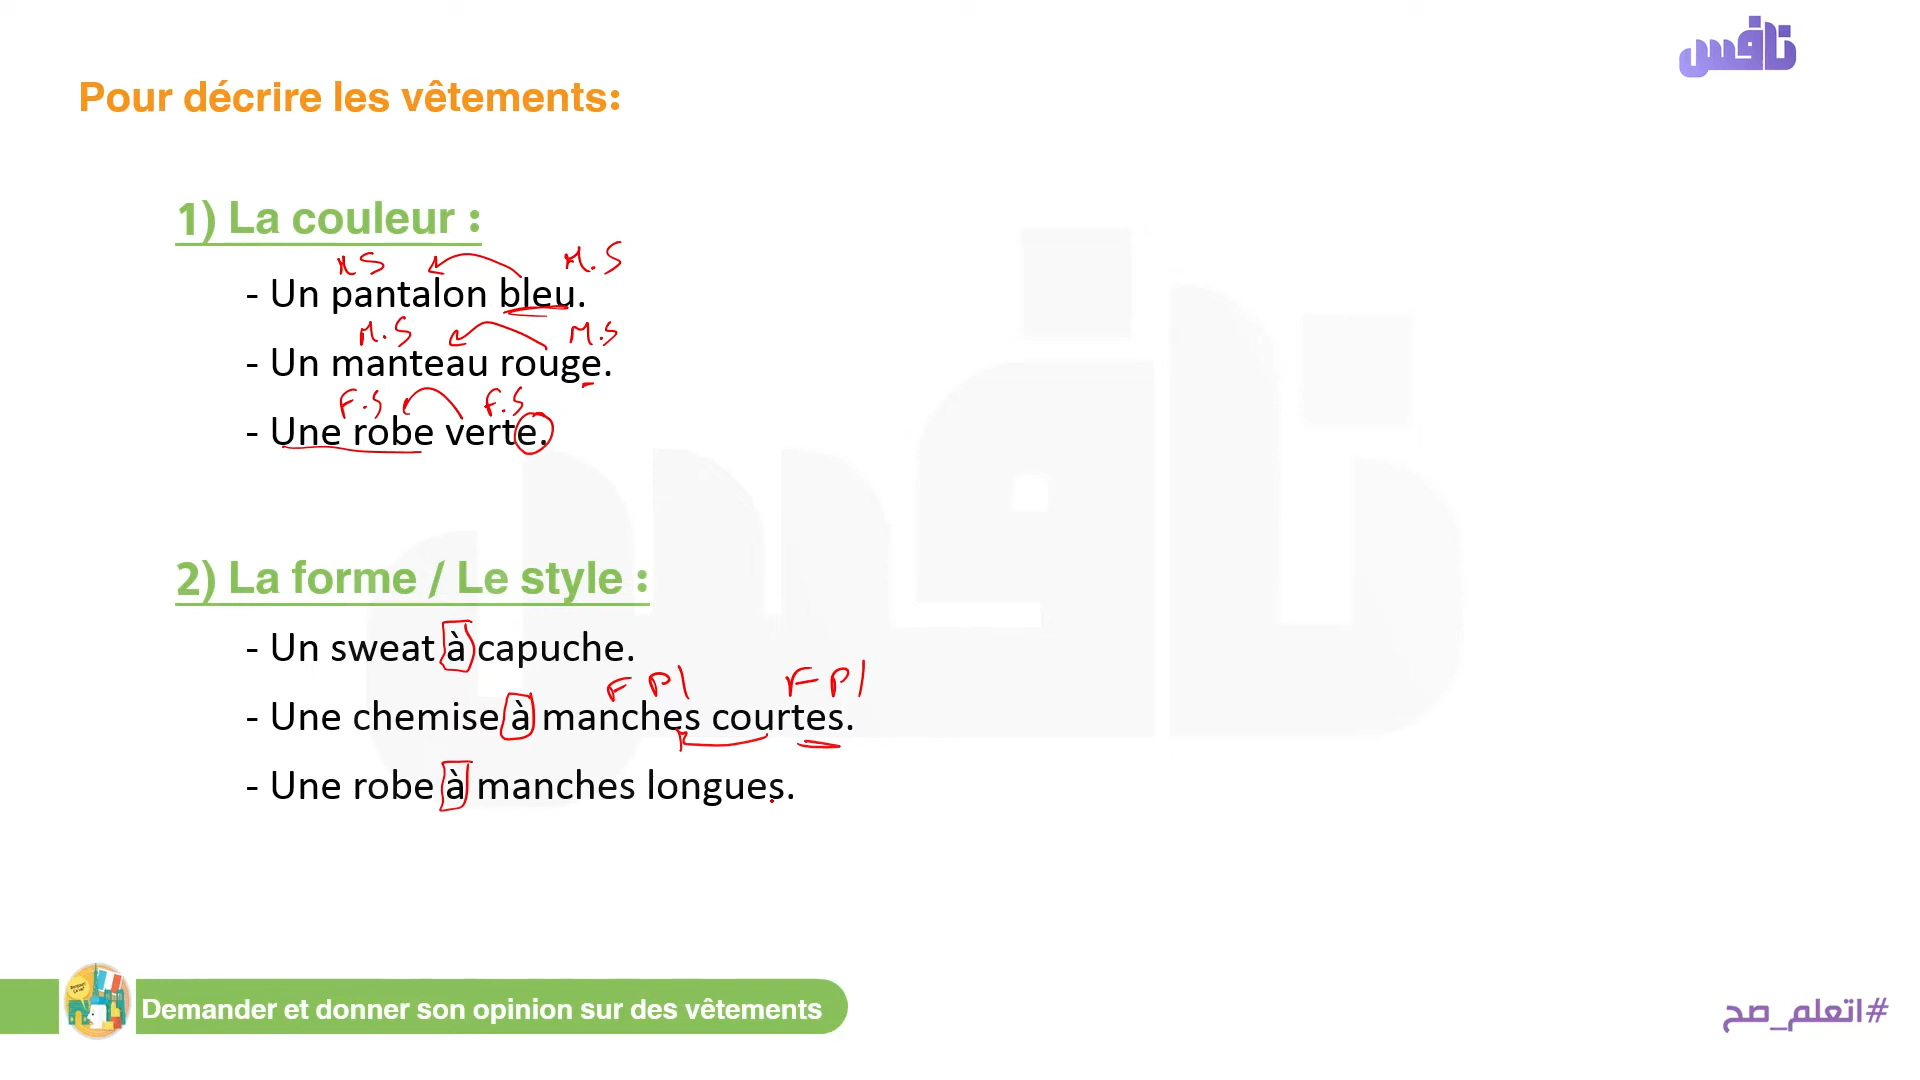 نافس
Pour décrire les vêtements:
1) La couleur :
M S M.S
- Un pantalon bleu.
M.S M.S
- Un manteau rouge.
F.S F.S
- Une robe verte.
2) La forme / Le style :
- Un sweat à capuche.
F Pl F Pl
- Une chemise à manches courtes.
- Une robe à manches longues.
Demander et donner son opinion sur des vêtements
#اتعلم_صح